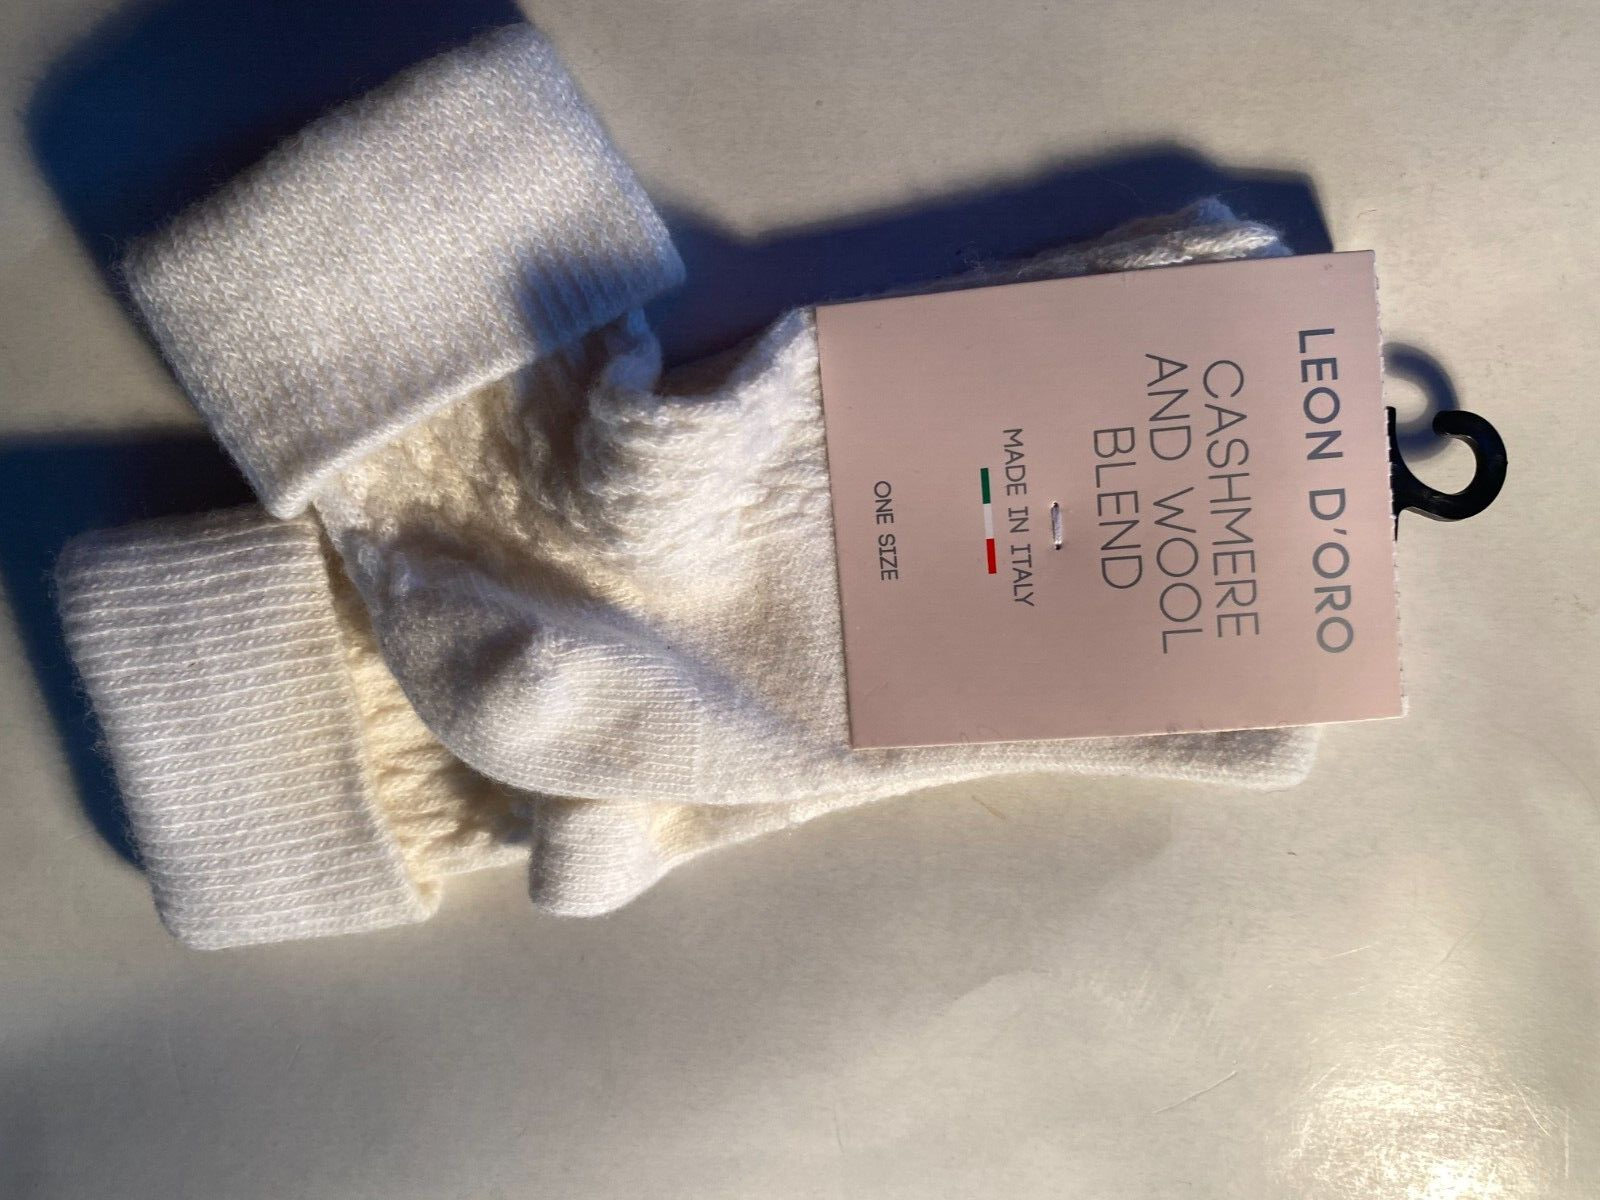 LEON D'ORO
CASHMERE
AND WOOL
BLEND
MADE IN ITALY
ONE SIZE